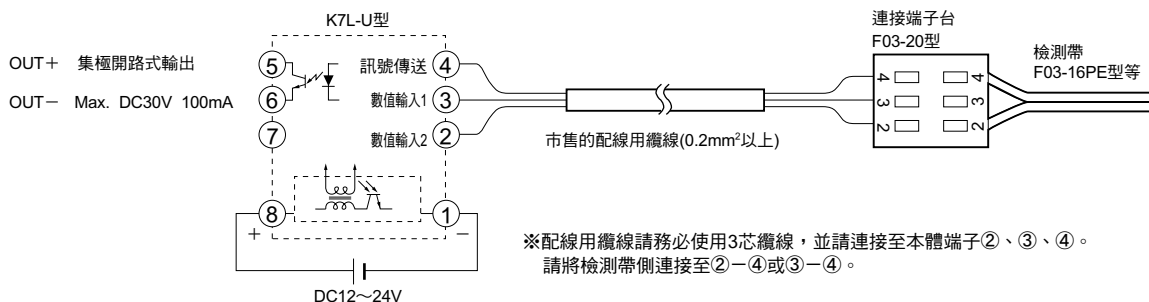 K7L-U型
連接端子台
F03-20型
檢測帶
F03-16PE型等
OUT＋ 集極開路式輸出
OUT－ Max. DC30V 100mA
⑤
⑥
⑦
⑧
訊號傳送 ④
數值輸入1 ③
數值輸入2 ②
①
＋
－
DC12～24V
市售的配線用纜線(0.2mm²以上)
4
3
2
4
3
2
※配線用纜線請務必使用3芯纜線，並請連接至本體端子②、③、④。
請將檢測帶側連接至②－④或③－④。